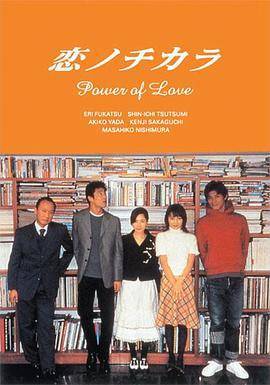 恋ノチカラ
Power of Love
ERI FUKATSU SHIN-ICHI TSUTSUMI
AKIKO YADA KENJI SAKAGUCHI
MASAHIKO NISHIMURA